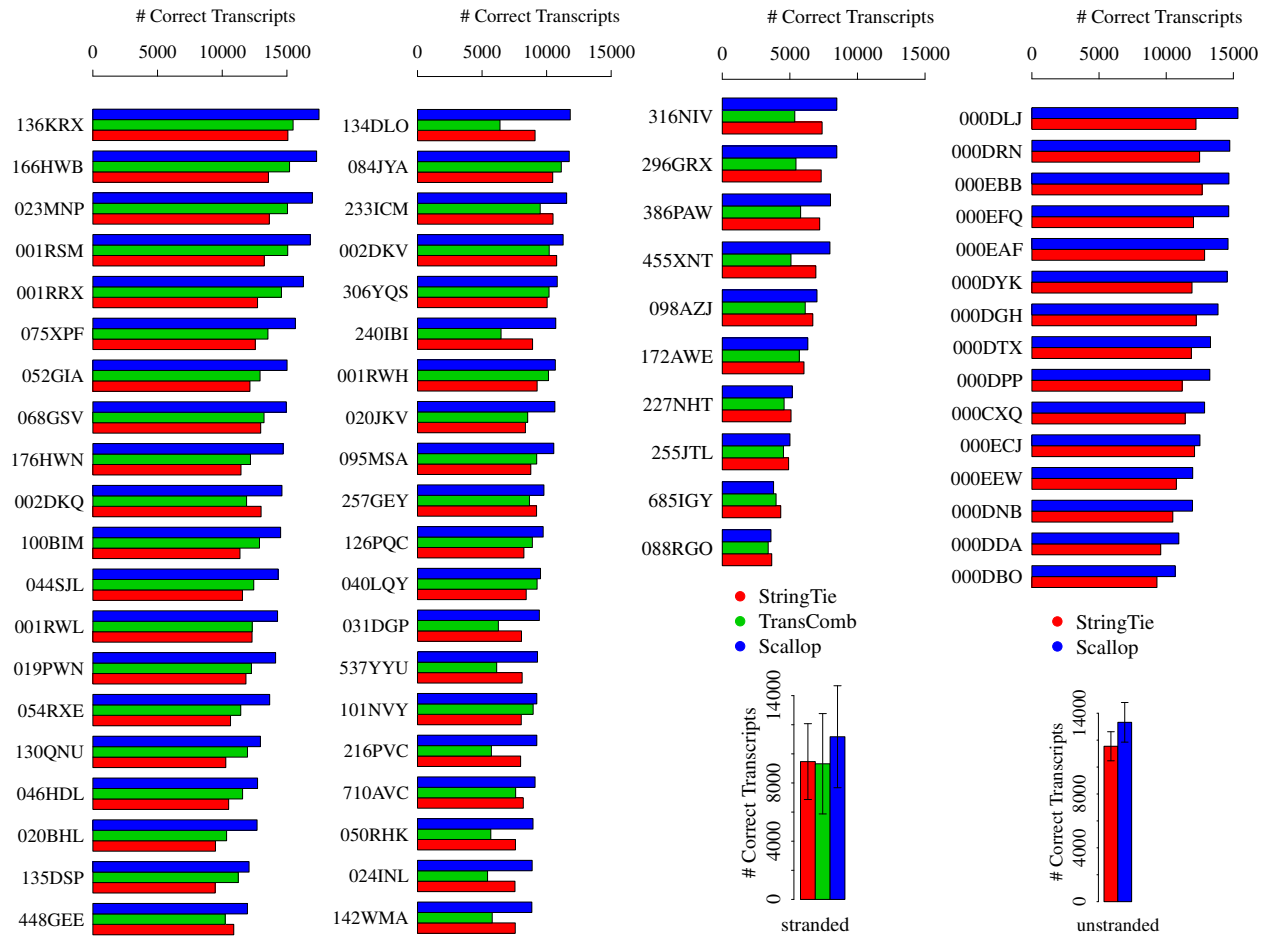 # Correct Transcripts
0 5000 10000 15000
136KRX
166HWB
023MNP
001RSM
001RRX
075XPF
052GIA
068GSV
176HWN
002DKQ
100BIM
044SJL
001RWL
019PWN
054RXE
130QNU
046HDL
020BHL
135DSP
448GEE
# Correct Transcripts
0 5000 10000 15000
134DLO
084JYA
233ICM
002DKV
306YQS
240IBI
001RWH
020JKV
095MSA
257GEY
126PQC
040LQY
031DGP
537YYU
101NVY
216PVC
710AVC
050RHK
024INL
142WMA
# Correct Transcripts
0 5000 10000 15000
316NIV
296GRX
386PAW
455XNT
098AZJ
172AWE
227NHT
255JTL
685IGY
088RGO
StringTie
TransComb
Scallop
# Correct Transcripts
0 4000 8000 14000
stranded
# Correct Transcripts
0 5000 10000 15000
000DLJ
000DRN
000EBB
000EFQ
000EAF
000DYK
000DGH
000DTX
000DPP
000CXQ
000ECJ
000EEW
000DNB
000DDA
000DBO
StringTie
Scallop
# Correct Transcripts
0 4000 8000 14000
unstranded